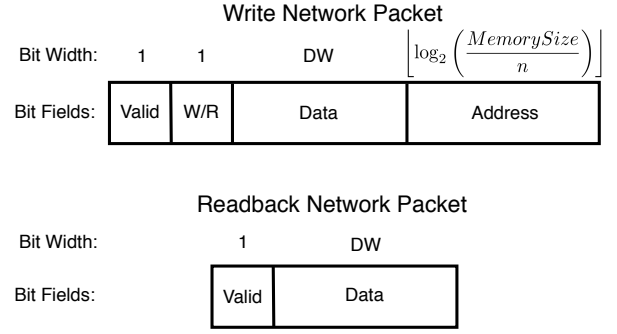 Write Network Packet
Bit Width: 1 1 DW ⌊log₂(MemorySize/n)⌋
Bit Fields: Valid W/R Data Address
Readback Network Packet
Bit Width: 1 DW
Bit Fields: Valid Data